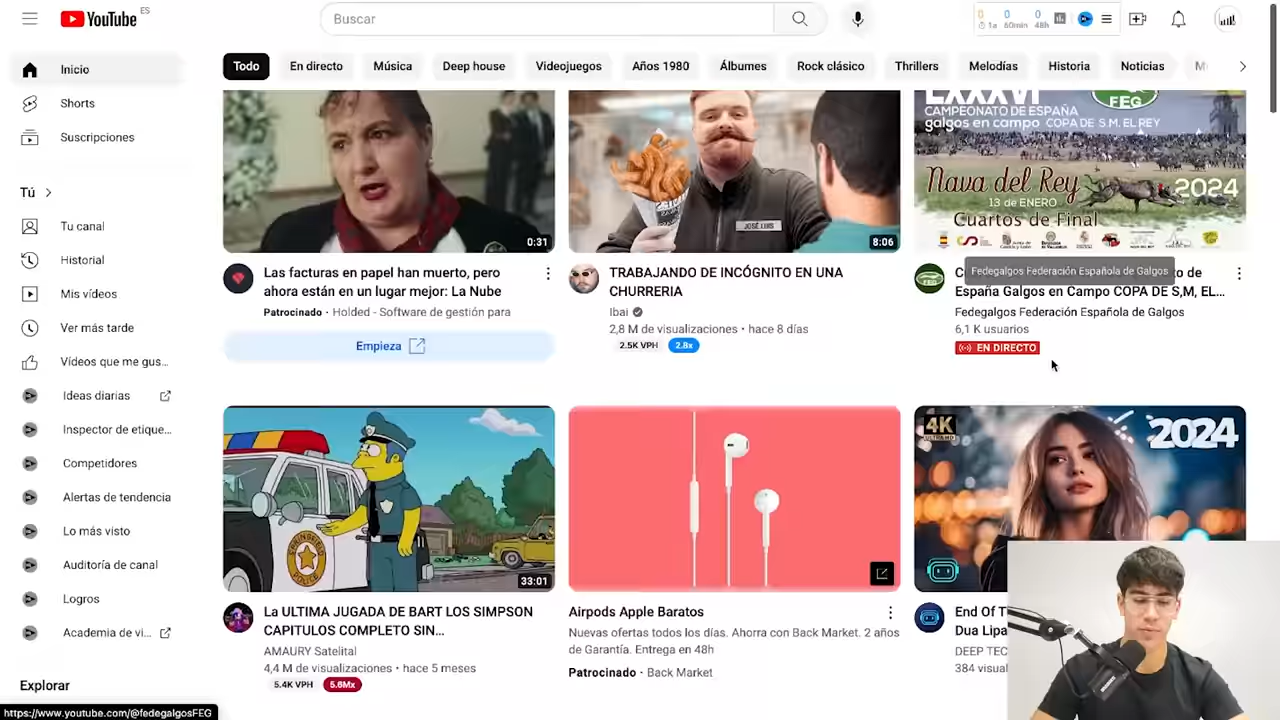 YouTube ES
Buscar
0 0 0
1a 60min 48h
Inicio
Shorts
Suscripciones
Tú
Tu canal
Historial
Mis vídeos
Ver más tarde
Vídeos que me gus...
Ideas diarias
Inspector de etique...
Competidores
Alertas de tendencia
Lo más visto
Auditoría de canal
Logros
Academia de vi...
Explorar
https://www.youtube.com/@fedegalgosFEG
Todo En directo Música Deep house Videojuegos Años 1980 Álbumes Rock clásico Thrillers Melodías Historia Noticias
0:31
Las facturas en papel han muerto, pero
ahora están en un lugar mejor: La Nube
Patrocinado • Holded - Software de gestión para
Empieza
JOSÉ LUIS
8:06
TRABAJANDO DE INCÓGNITO EN UNA
CHURRERIA
Ibai
2,8 M de visualizaciones • hace 8 días
2.5K VPH 2.8x
LXXXVI
FEG
CAMPEONATO DE ESPAÑA
galgos en campo COPA DE S.M. EL REY
Nava del Rey 2024
13 de ENERO
Cuartos de Final
Fedegalgos Federación Española de Galgos
de
España Galgos en Campo COPA DE S,M, EL...
Fedegalgos Federación Española de Galgos
6,1 K usuarios
EN DIRECTO
33:01
La ULTIMA JUGADA DE BART LOS SIMPSON
CAPITULOS COMPLETO SIN...
AMAURY Satelital
4,4 M de visualizaciones • hace 5 meses
5.4K VPH 5.6Mx
Airpods Apple Baratos
Nuevas ofertas todos los días. Ahorra con Back Market. 2 años
de Garantía. Entrega en 48h
Patrocinado • Back Market
4K
ULTRA HD
2024
End Of T
Dua Lipa
DEEP TEC
384 visual